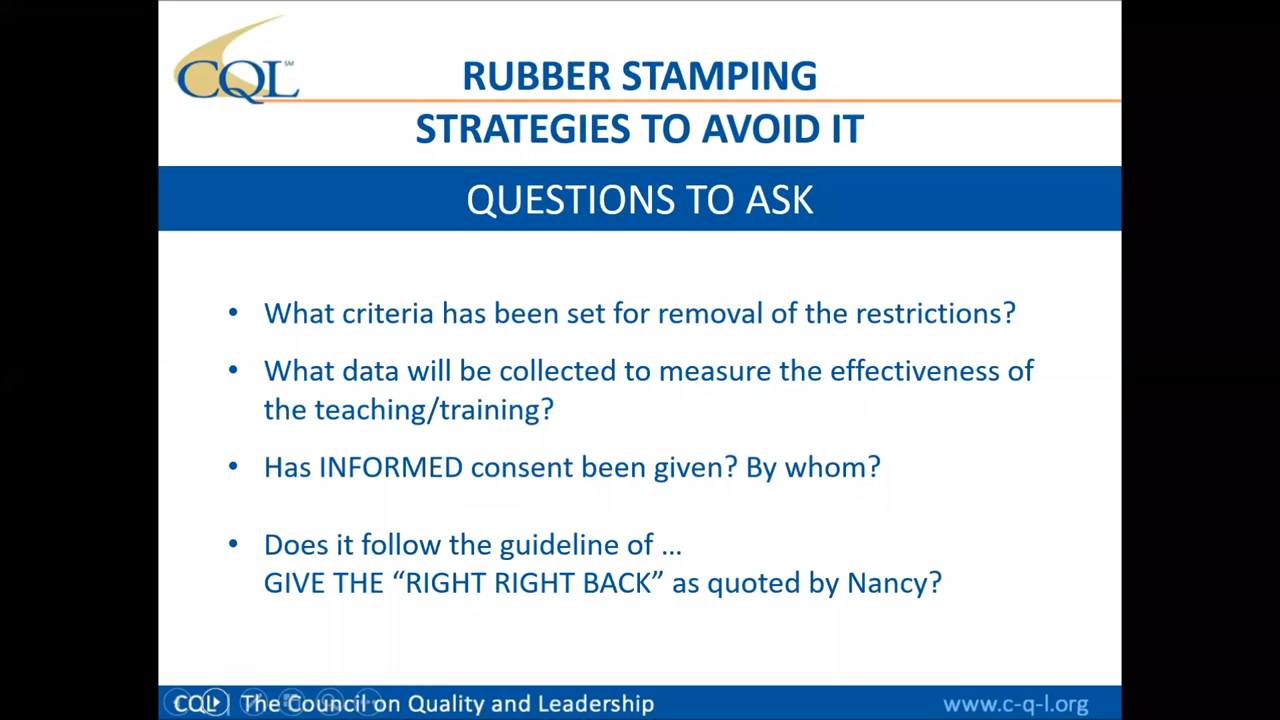 CQL℠
RUBBER STAMPING
STRATEGIES TO AVOID IT
QUESTIONS TO ASK
• What criteria has been set for removal of the restrictions?
• What data will be collected to measure the effectiveness of
the teaching/training?
• Has INFORMED consent been given? By whom?
• Does it follow the guideline of ...
GIVE THE “RIGHT RIGHT BACK” as quoted by Nancy?
CQL | The Council on Quality and Leadership
www.c-q-l.org